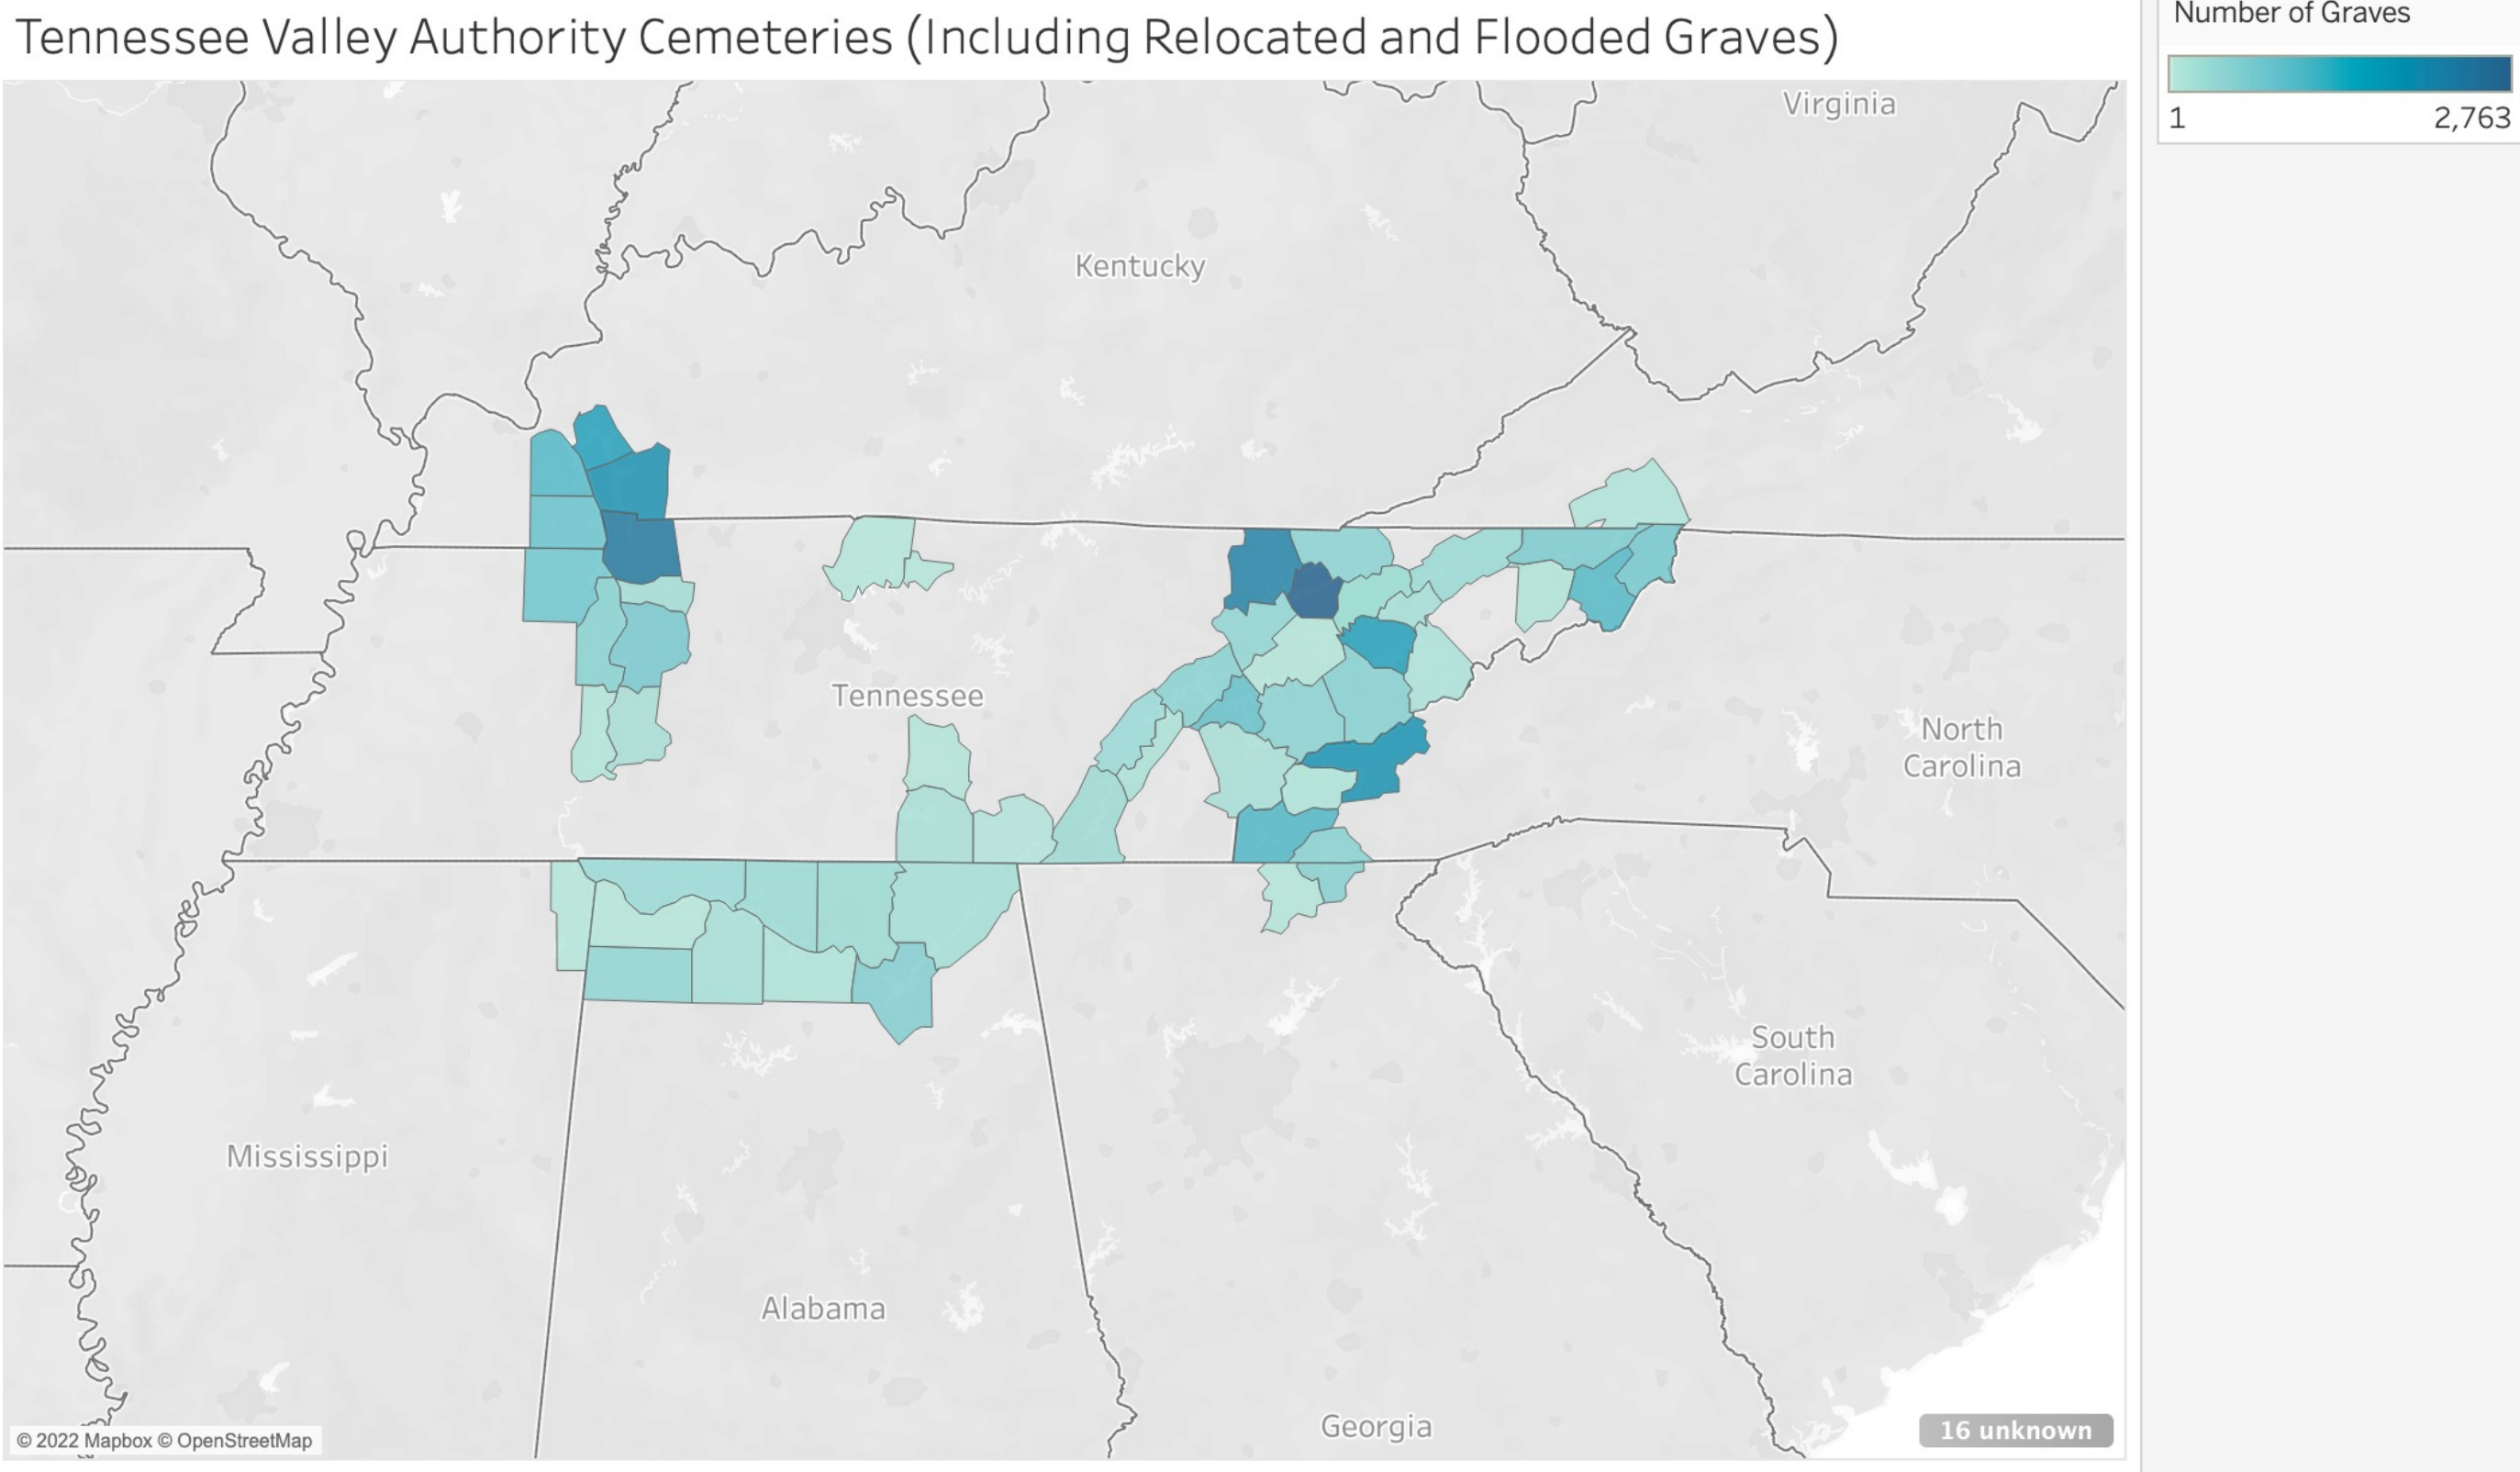 Tennessee Valley Authority Cemeteries (Including Relocated and Flooded Graves)
Number of Graves
1
2,763
Virginia
Kentucky
Tennessee
North
Carolina
South
Carolina
Mississippi
Alabama
Georgia
© 2022 Mapbox © OpenStreetMap
16 unknown